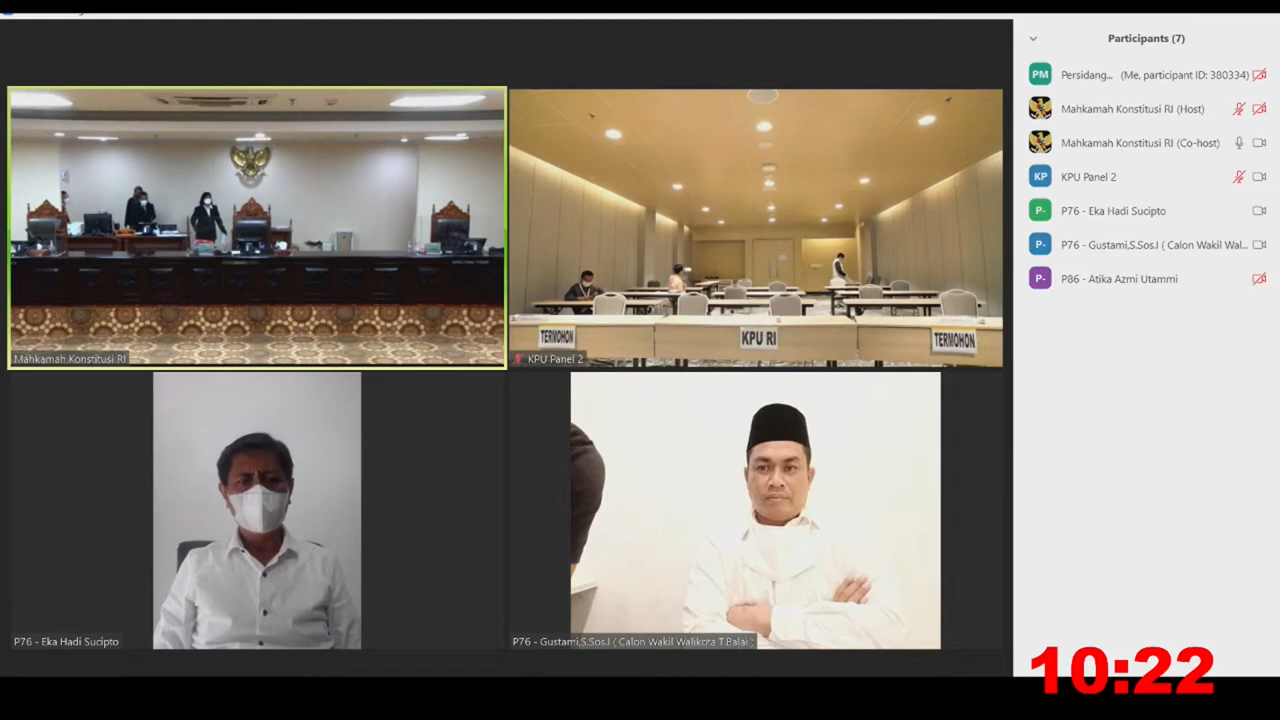 Participants (7)
PM Persidang... (Me, participant ID: 380334)
Mahkamah Konstitusi RI (Host)
Mahkamah Konstitusi RI (Co-host)
KP KPU Panel 2
P- P76 - Eka Hadi Sucipto
P- P76 - Gustami,S.Sos.I ( Calon Wakil Wal...
P- P86 - Atika Azmi Utammi
TERMOHON
KPU RI
TERMOHON
Mahkamah Konstitusi RI
KPU Panel 2
P76 - Eka Hadi Sucipto
P76 - Gustami,S.Sos.I ( Calon Wakil Walikota T.Balai )
10:22